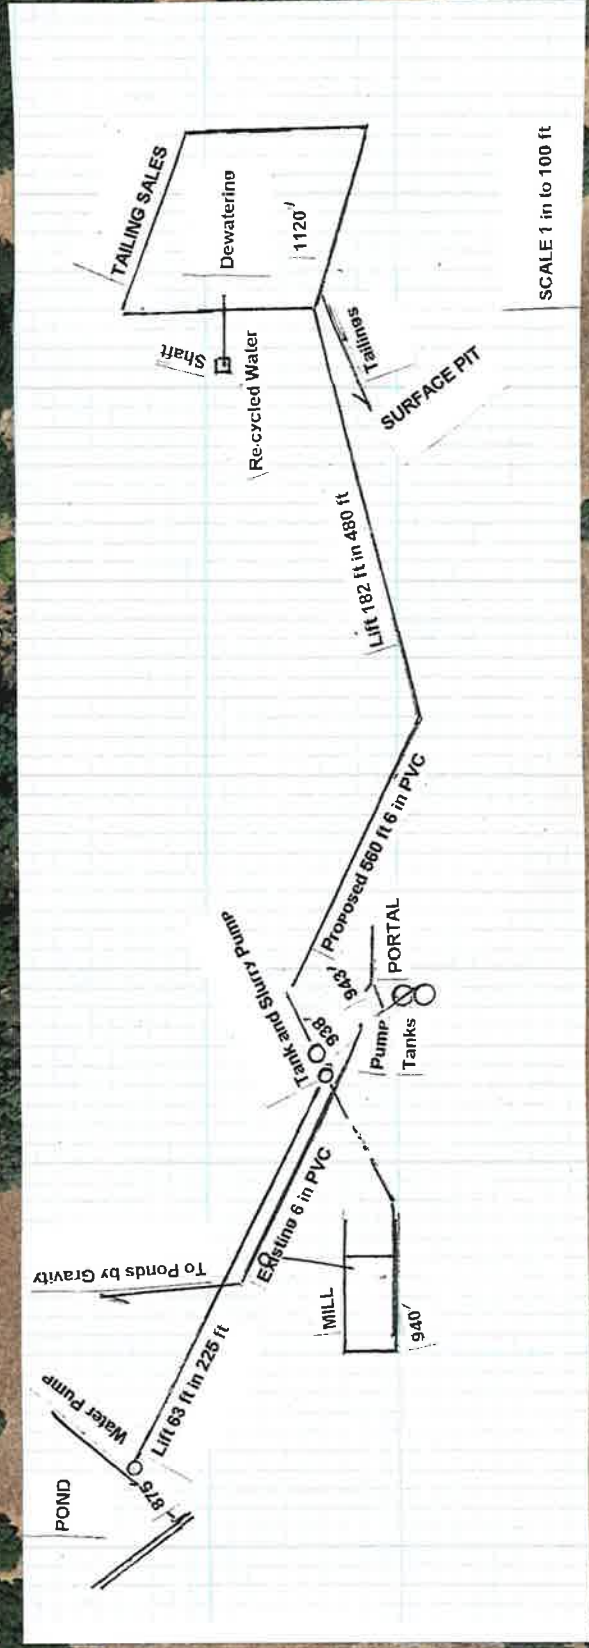 TAILING SALES
Dewatering
1120'
Shaft
Re-cycled Water
Tailings
SURFACE PIT
SCALE 1 in to 100 ft
Lift 182 ft in 480 ft
Proposed 560 ft 6 in PVC
Tank and Slurry Pump
938'
943'
PORTAL
Pump
Tanks
Existing 6 in PVC
To Ponds by Gravity
MILL
940'
Lift 63 ft in 225 ft
Water Pump
875'
POND